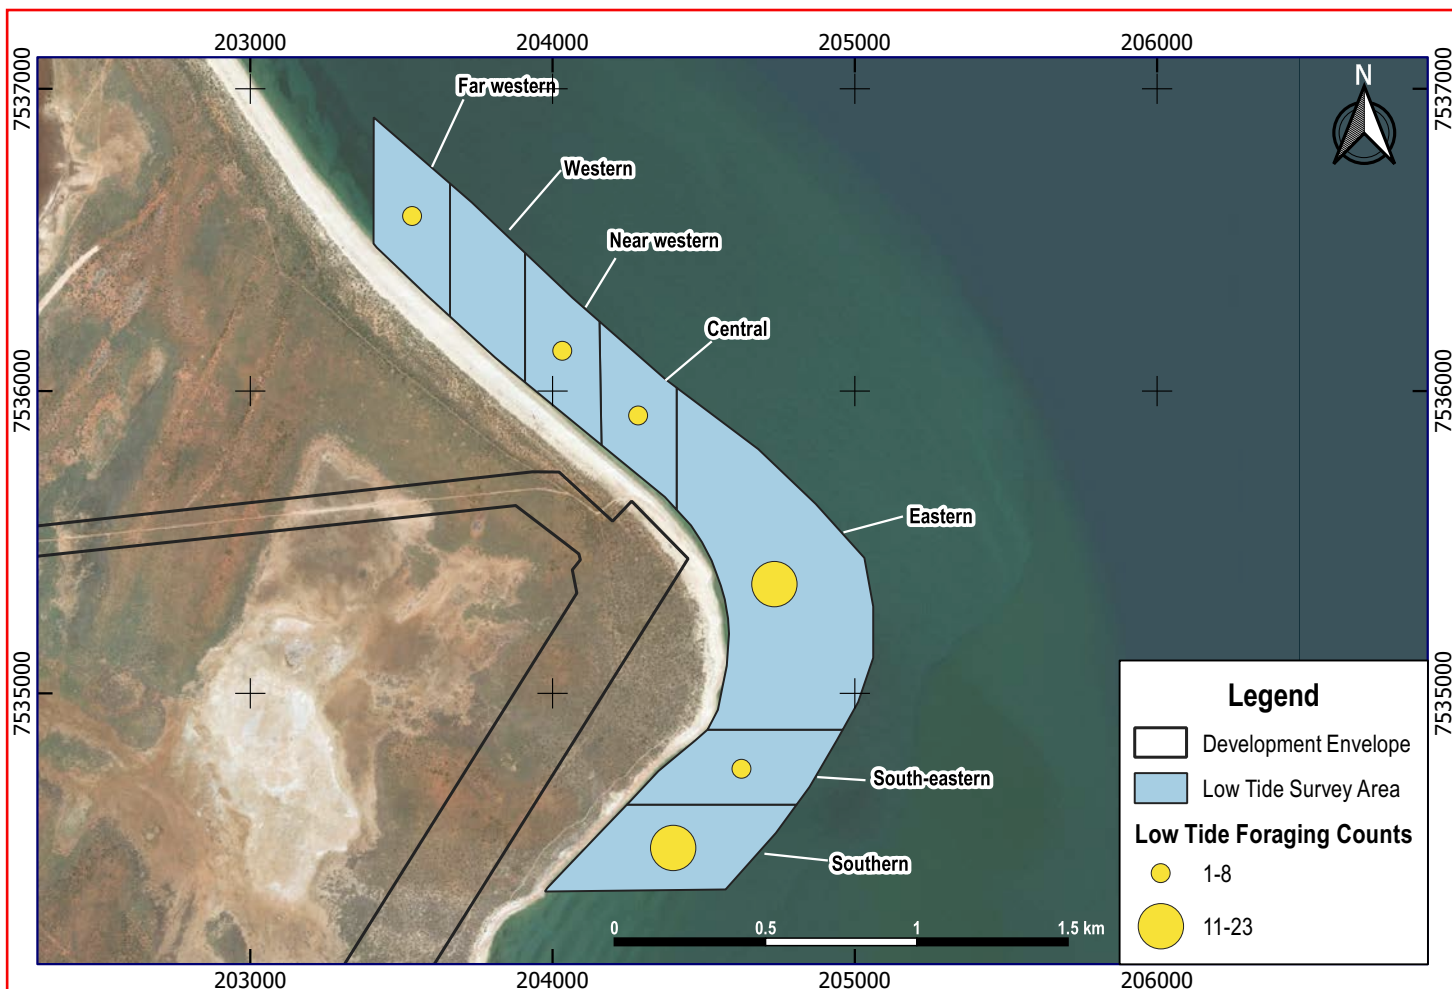 203000
204000
205000
206000
N
7537000
7537000
Far western
Western
Near western
Central
7536000
7536000
Eastern
7535000
7535000
South-eastern
Southern
0
0.5
1
1.5 km
Legend
Development Envelope
Low Tide Survey Area
Low Tide Foraging Counts
1-8
11-23
203000
204000
205000
206000